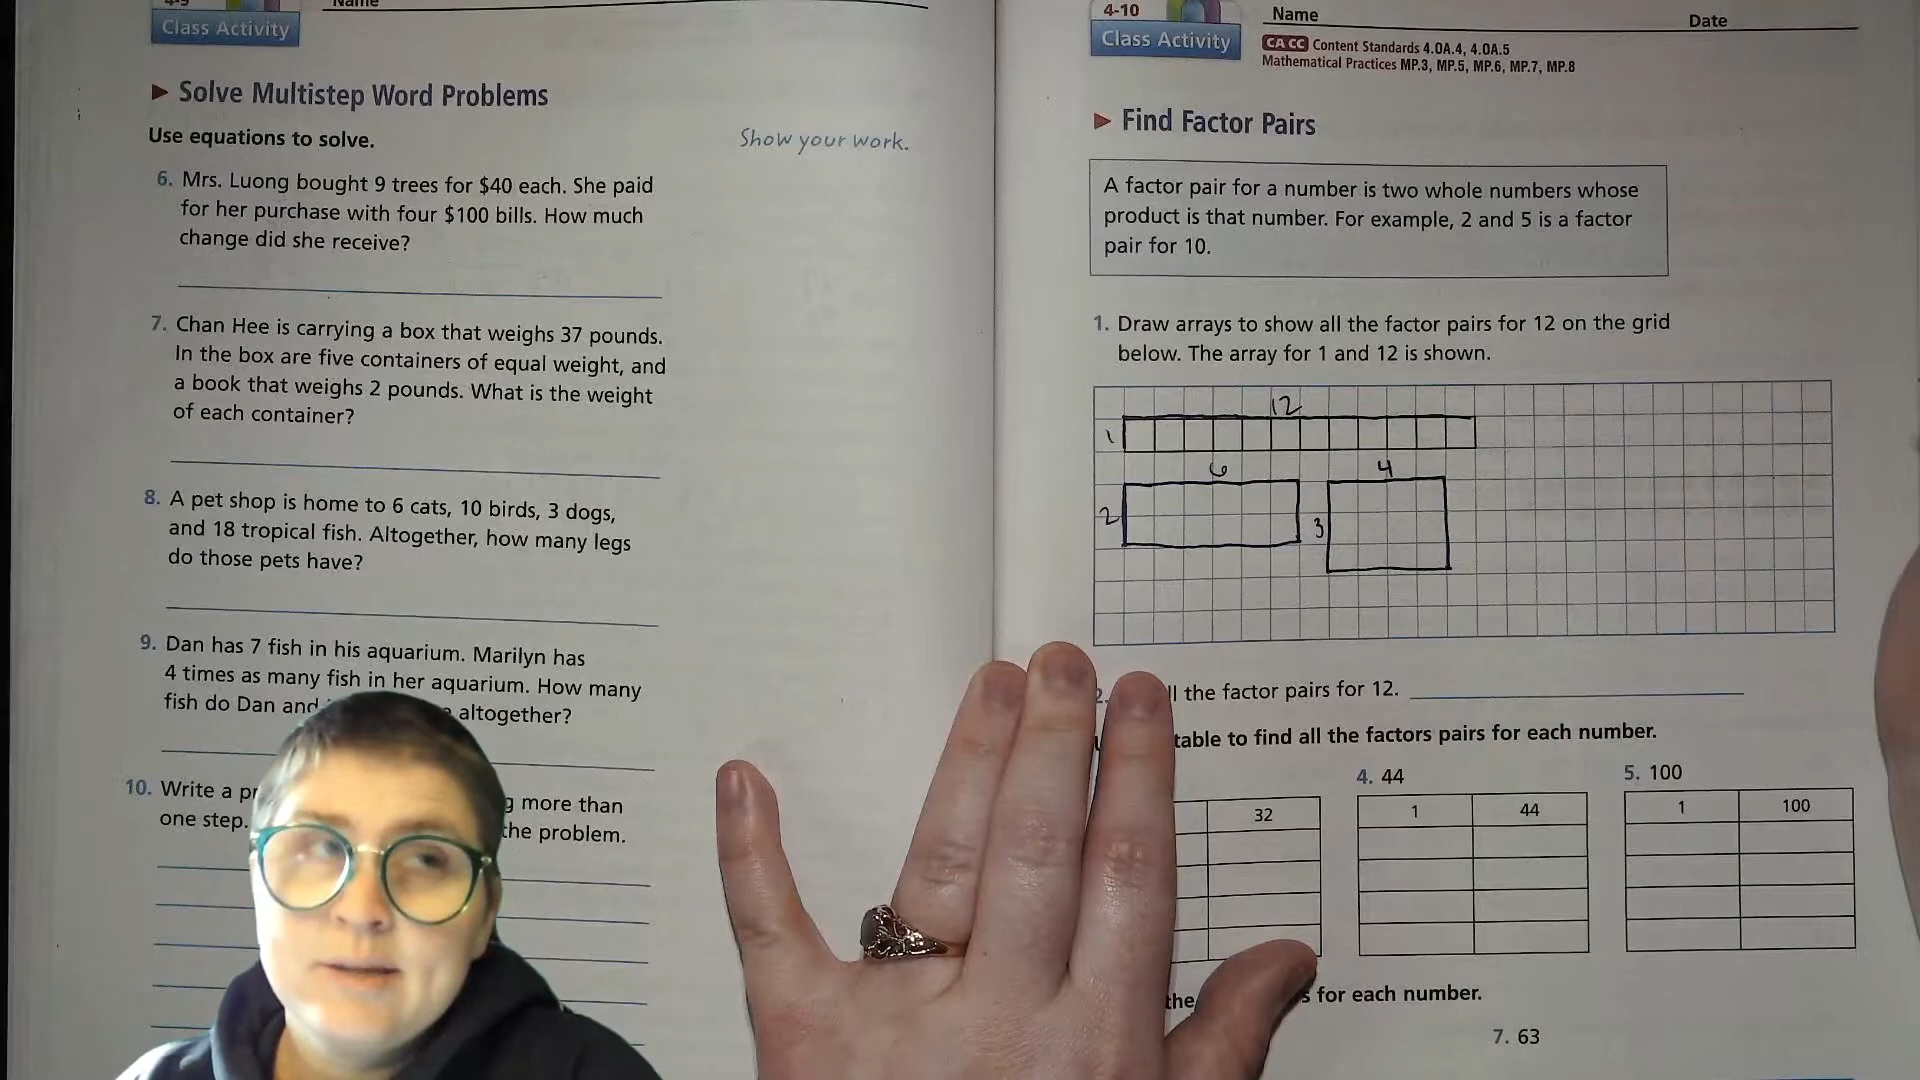 Name
Class Activity
Solve Multistep Word Problems
Use equations to solve.
Show your work.
6. Mrs. Luong bought 9 trees for $40 each. She paid
for her purchase with four $100 bills. How much
change did she receive?
7. Chan Hee is carrying a box that weighs 37 pounds.
In the box are five containers of equal weight, and
a book that weighs 2 pounds. What is the weight
of each container?
8. A pet shop is home to 6 cats, 10 birds, 3 dogs,
and 18 tropical fish. Altogether, how many legs
do those pets have?
9. Dan has 7 fish in his aquarium. Marilyn has
4 times as many fish in her aquarium. How many
fish do Dan and altogether?
10. Write a more than
one step. the problem.
4-10
Class Activity
Name
Date
CA CC Content Standards 4.OA.4, 4.OA.5
Mathematical Practices MP.3, MP.5, MP.6, MP.7, MP.8
Find Factor Pairs
A factor pair for a number is two whole numbers whose
product is that number. For example, 2 and 5 is a factor
pair for 10.
1. Draw arrays to show all the factor pairs for 12 on the grid
below. The array for 1 and 12 is shown.
12
1
6
4
2
3
the factor pairs for 12.
table to find all the factors pairs for each number.
4. 44
5. 100
32
1 44
1 100
the for each number.
7. 63